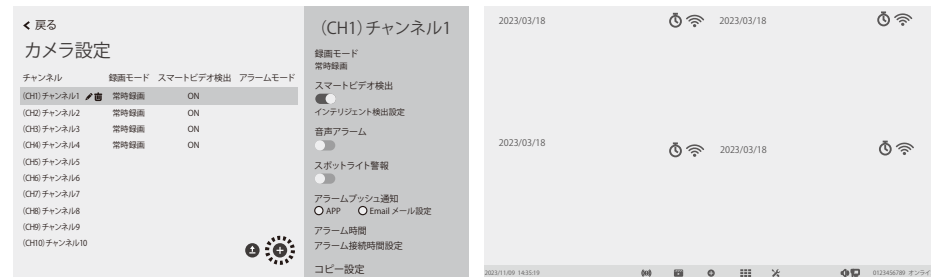 戻る
カメラ設定
チャンネル 録画モード スマートビデオ検出 アラームモード
(CH1)チャンネル1 常時録画 ON
(CH2)チャンネル2 常時録画 ON
(CH3)チャンネル3 常時録画 ON
(CH4)チャンネル4 常時録画 ON
(CH5)チャンネル5
(CH6)チャンネル6
(CH7)チャンネル7
(CH8)チャンネル8
(CH9)チャンネル9
(CH10)チャンネル10
(CH1)チャンネル1
録画モード
常時録画
スマートビデオ検出
インテリジェント検出設定
音声アラーム
スポットライト警報
アラームプッシュ通知
APP Emailメール設定
アラーム時間
アラーム接続時間設定
コピー設定
2023/03/18 2023/03/18
2023/03/18 2023/03/18
2023/11/09 14:35:19 0123456789 オンライ